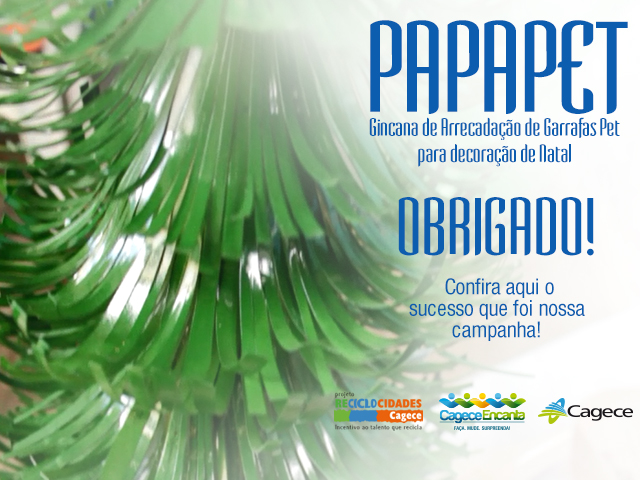 PAPAPET
Gincana de Arrecadação de Garrafas Pet
para decoração de Natal
OBRIGADO!
Confira aqui o
sucesso que foi nossa
campanha!
projeto
RECICLOCIDADES
Cagece
Incentivo ao talento que recicla
CageceEncanta
FAÇA. MUDE. SURPREENDA!
Cagece